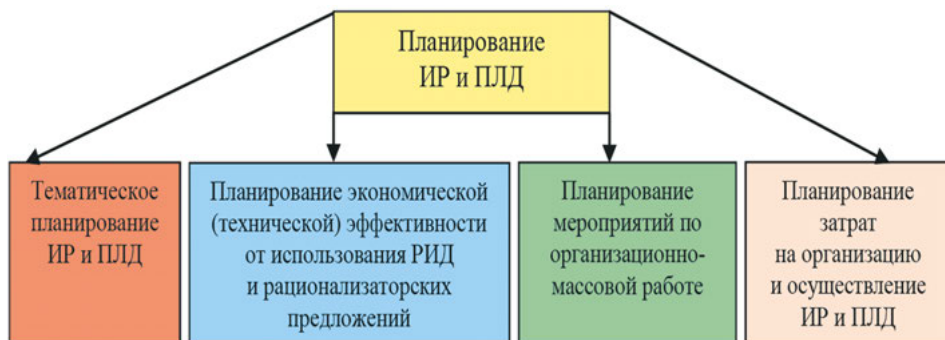 Планирование
ИР и ПЛД
Тематическое
планирование
ИР и ПЛД
Планирование экономической
(технической) эффективности
от использования РИД
и рационализаторских
предложений
Планирование
мероприятий по
организационно-
массовой работе
Планирование
затрат
на организацию
и осуществление
ИР и ПЛД